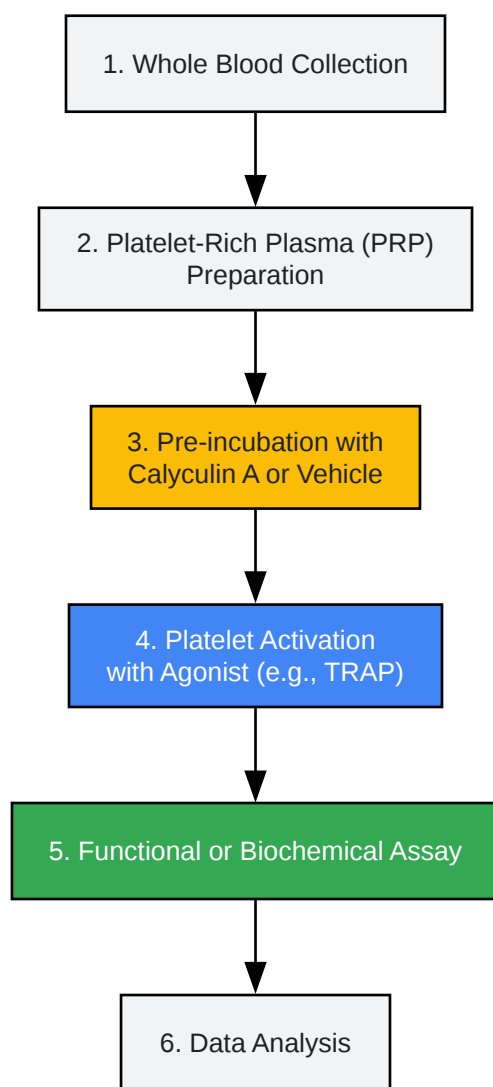 1. Whole Blood Collection
2. Platelet-Rich Plasma (PRP)
Preparation
3. Pre-incubation with
Calyculin A or Vehicle
4. Platelet Activation
with Agonist (e.g., TRAP)
5. Functional or Biochemical Assay
6. Data Analysis